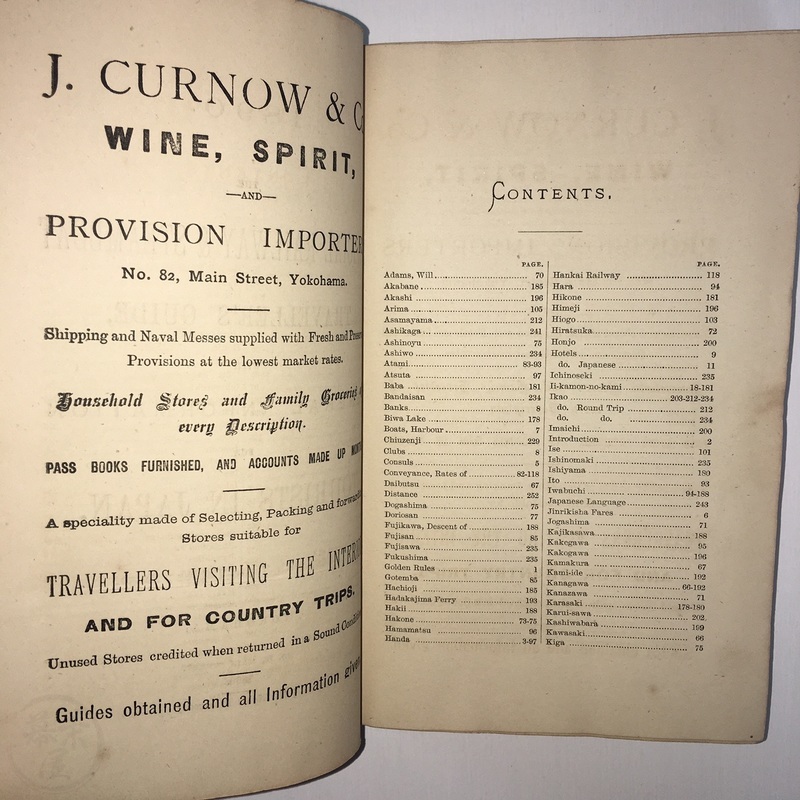 J. CURNOW & C
WINE, SPIRIT,
—AND—
PROVISION IMPORTER
No. 82, Main Street, Yokohama.
Shipping and Naval Messes supplied with Fresh and
Provisions at the lowest market rates.
Household Stores and Family Groceries
every Description.
PASS BOOKS FURNISHED, AND ACCOUNTS MADE UP
A speciality made of Selecting, Packing and
Stores suitable for
TRAVELLERS VISITING THE
AND FOR COUNTRY TRIPS.
Unused Stores credited when returned in a Sound
Guides obtained and all Information
CONTENTS.
PAGE.
Adams, Will 70
Akabane 185
Akashi 196
Arima 105
Asamayama 212
Ashikaga 241
Ashinoyu 75
Ashiwo 234
Atami 83-93
Atsuta 97
Baba 181
Bandaisan 234
Banks 8
Biwa Lake 178
Boats, Harbour 7
Chiuzenji 229
Clubs 8
Consuls 5
Conveyance, Rates of 82-118
Daibutsu 67
Distance 252
Dogashima 75
Doriosan 77
Fujikawa, Descent of 188
Fujisan 85
Fujisawa 235
Fukushima 235
Golden Rules 1
Gotemba 85
Hachioji 185
Hadakajima Ferry 193
Hakii 188
Hakone 73-75
Hamamatsu 96
Handa 3-97
PAGE.
Hankai Railway 118
Hara 94
Hikone 181
Himeji 196
Hiogo 103
Hiratsuka 72
Honjo 200
Hotels 9
do. Japanese 11
Ichinoseki 235
Ii-kamon-no-kami 18-181
Ikao 203-212-234
do. Round Trip 212
do. do. 234
Imaichi 200
Introduction 2
Ise 101
Ishinomaki 235
Ishiyama 180
Ito 93
Iwabuchi 94-188
Japanese Language 243
Jinrikisha Fares 6
Jogashima 71
Kajikasawa 188
Kakegawa 95
Kakogawa 196
Kamakura 67
Kami-ide 192
Kanagawa 66-192
Kanazawa 71
Karasaki 178-180
Karui-sawa 202
Kashiwabara 199
Kawasaki 66
Kiga 75